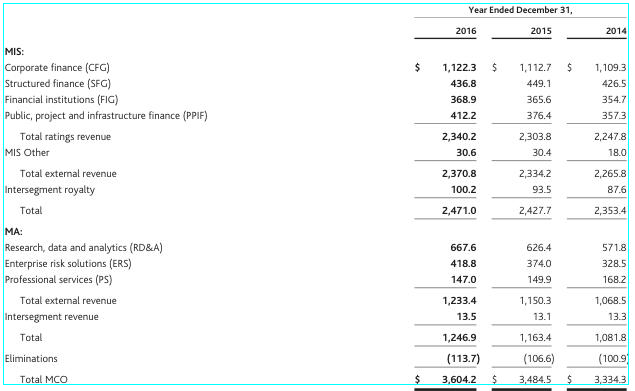 Year Ended December 31,
2016 2015 2014
MIS:
Corporate finance (CFG) $ 1,122.3 $ 1,112.7 $ 1,109.3
Structured finance (SFG) 436.8 449.1 426.5
Financial institutions (FIG) 368.9 365.6 354.7
Public, project and infrastructure finance (PPIF) 412.2 376.4 357.3
Total ratings revenue 2,340.2 2,303.8 2,247.8
MIS Other 30.6 30.4 18.0
Total external revenue 2,370.8 2,334.2 2,265.8
Intersegment royalty 100.2 93.5 87.6
Total 2,471.0 2,427.7 2,353.4
MA:
Research, data and analytics (RD&A) 667.6 626.4 571.8
Enterprise risk solutions (ERS) 418.8 374.0 328.5
Professional services (PS) 147.0 149.9 168.2
Total external revenue 1,233.4 1,150.3 1,068.5
Intersegment revenue 13.5 13.1 13.3
Total 1,246.9 1,163.4 1,081.8
Eliminations (113.7) (106.6) (100.9)
Total MCO $ 3,604.2 $ 3,484.5 $ 3,334.3